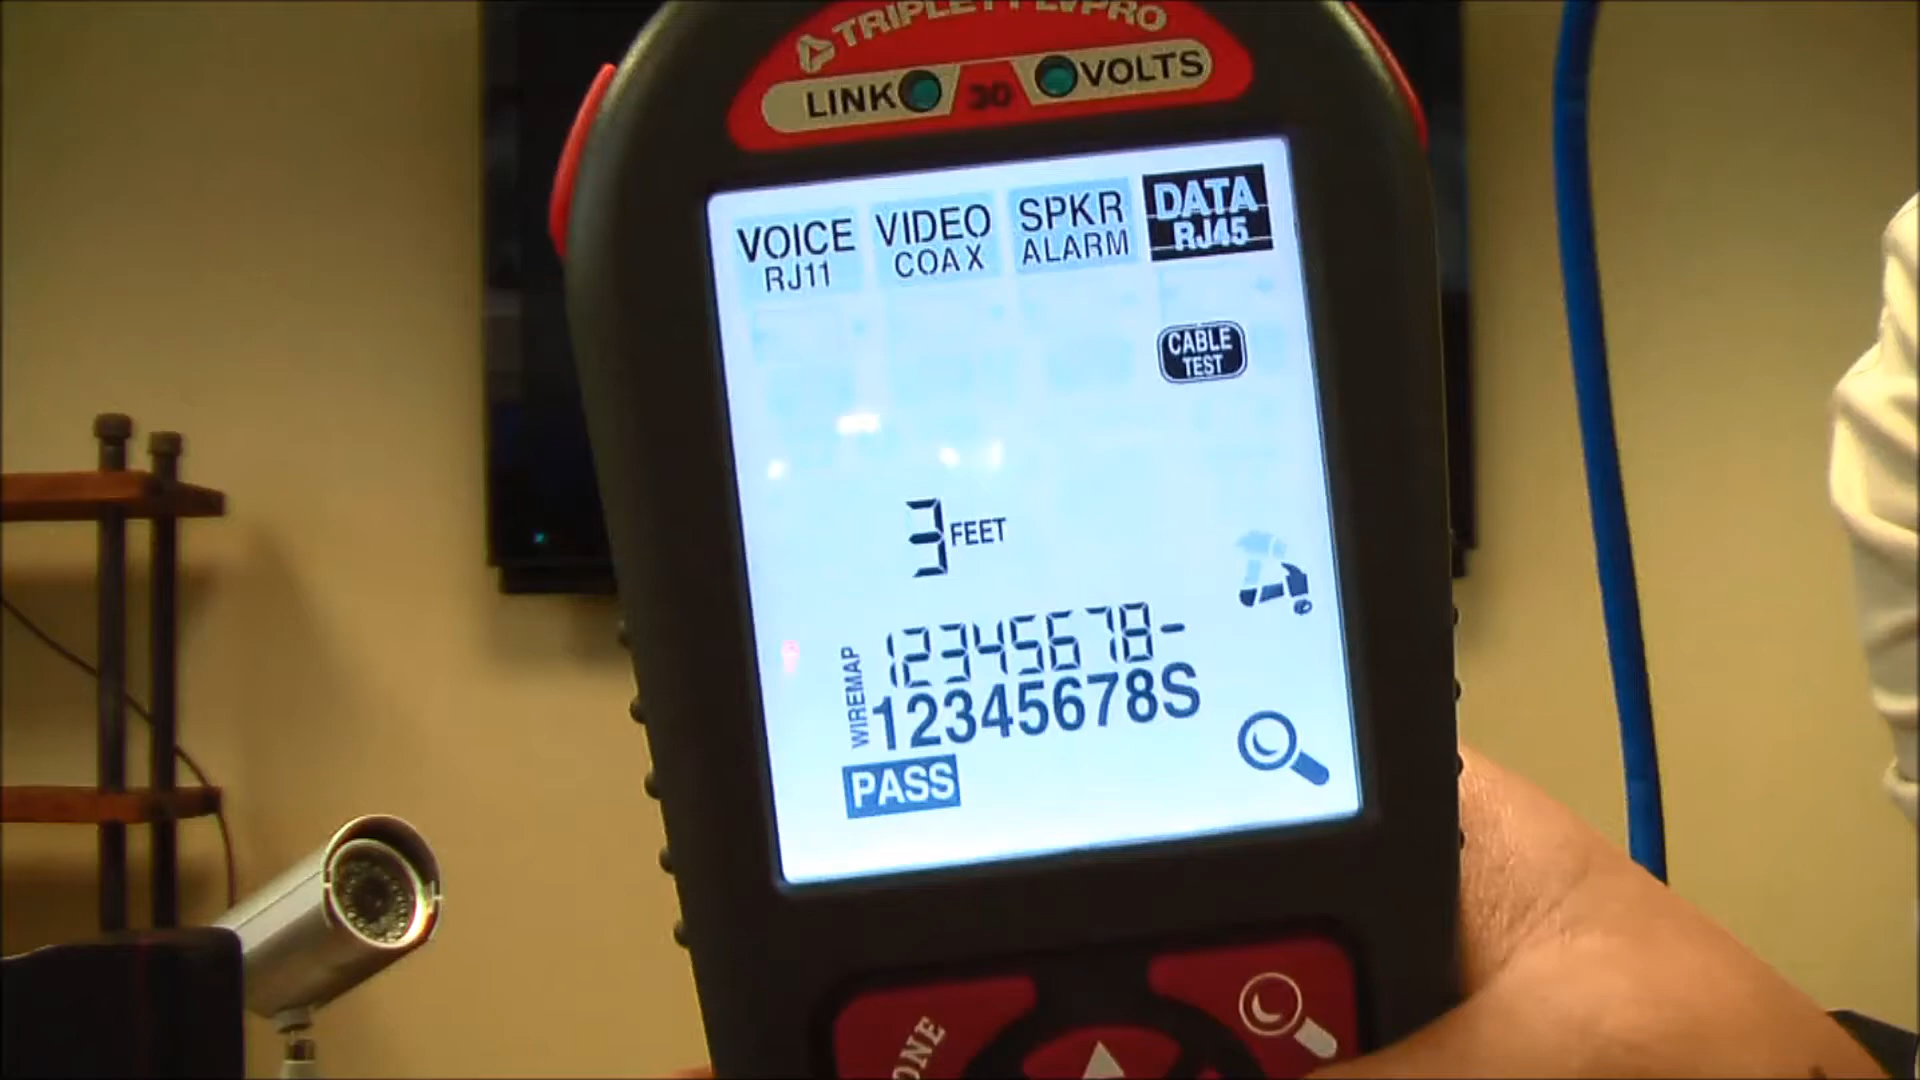 TRIPLETT LVPRO
LINK 30 VOLTS
VOICE VIDEO SPKR DATA
RJ11 COAX ALARM RJ45
CABLE
TEST
3 FEET
WIREMAP
12345678-
12345678S
PASS